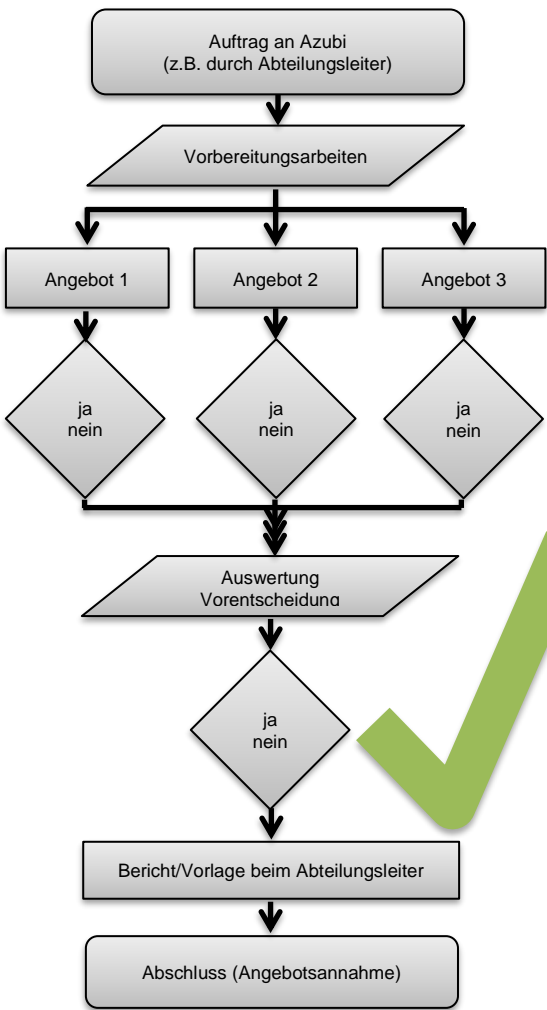 Auftrag an Azubi
(z.B. durch Abteilungsleiter)
Vorbereitungsarbeiten
Angebot 1
Angebot 2
Angebot 3
ja
nein
ja
nein
ja
nein
Auswertung
Vorentscheidung
ja
nein
Bericht/Vorlage beim Abteilungsleiter
Abschluss (Angebotsannahme)